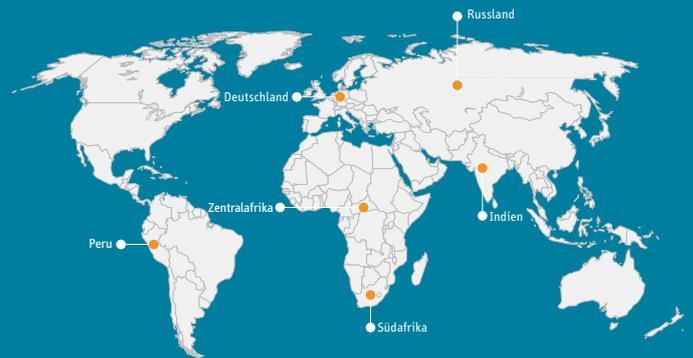 Russland
Deutschland
Zentralafrika
Indien
Peru
Südafrika